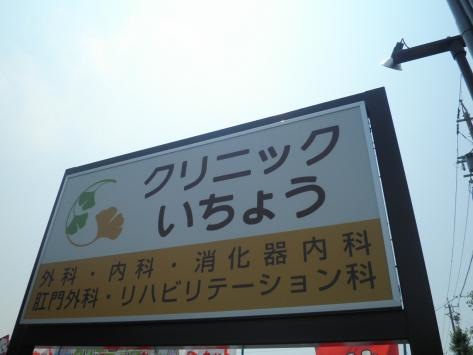 クリニック
いちょう
外科・内科・消化器内科
肛門外科・リハビリテーション科